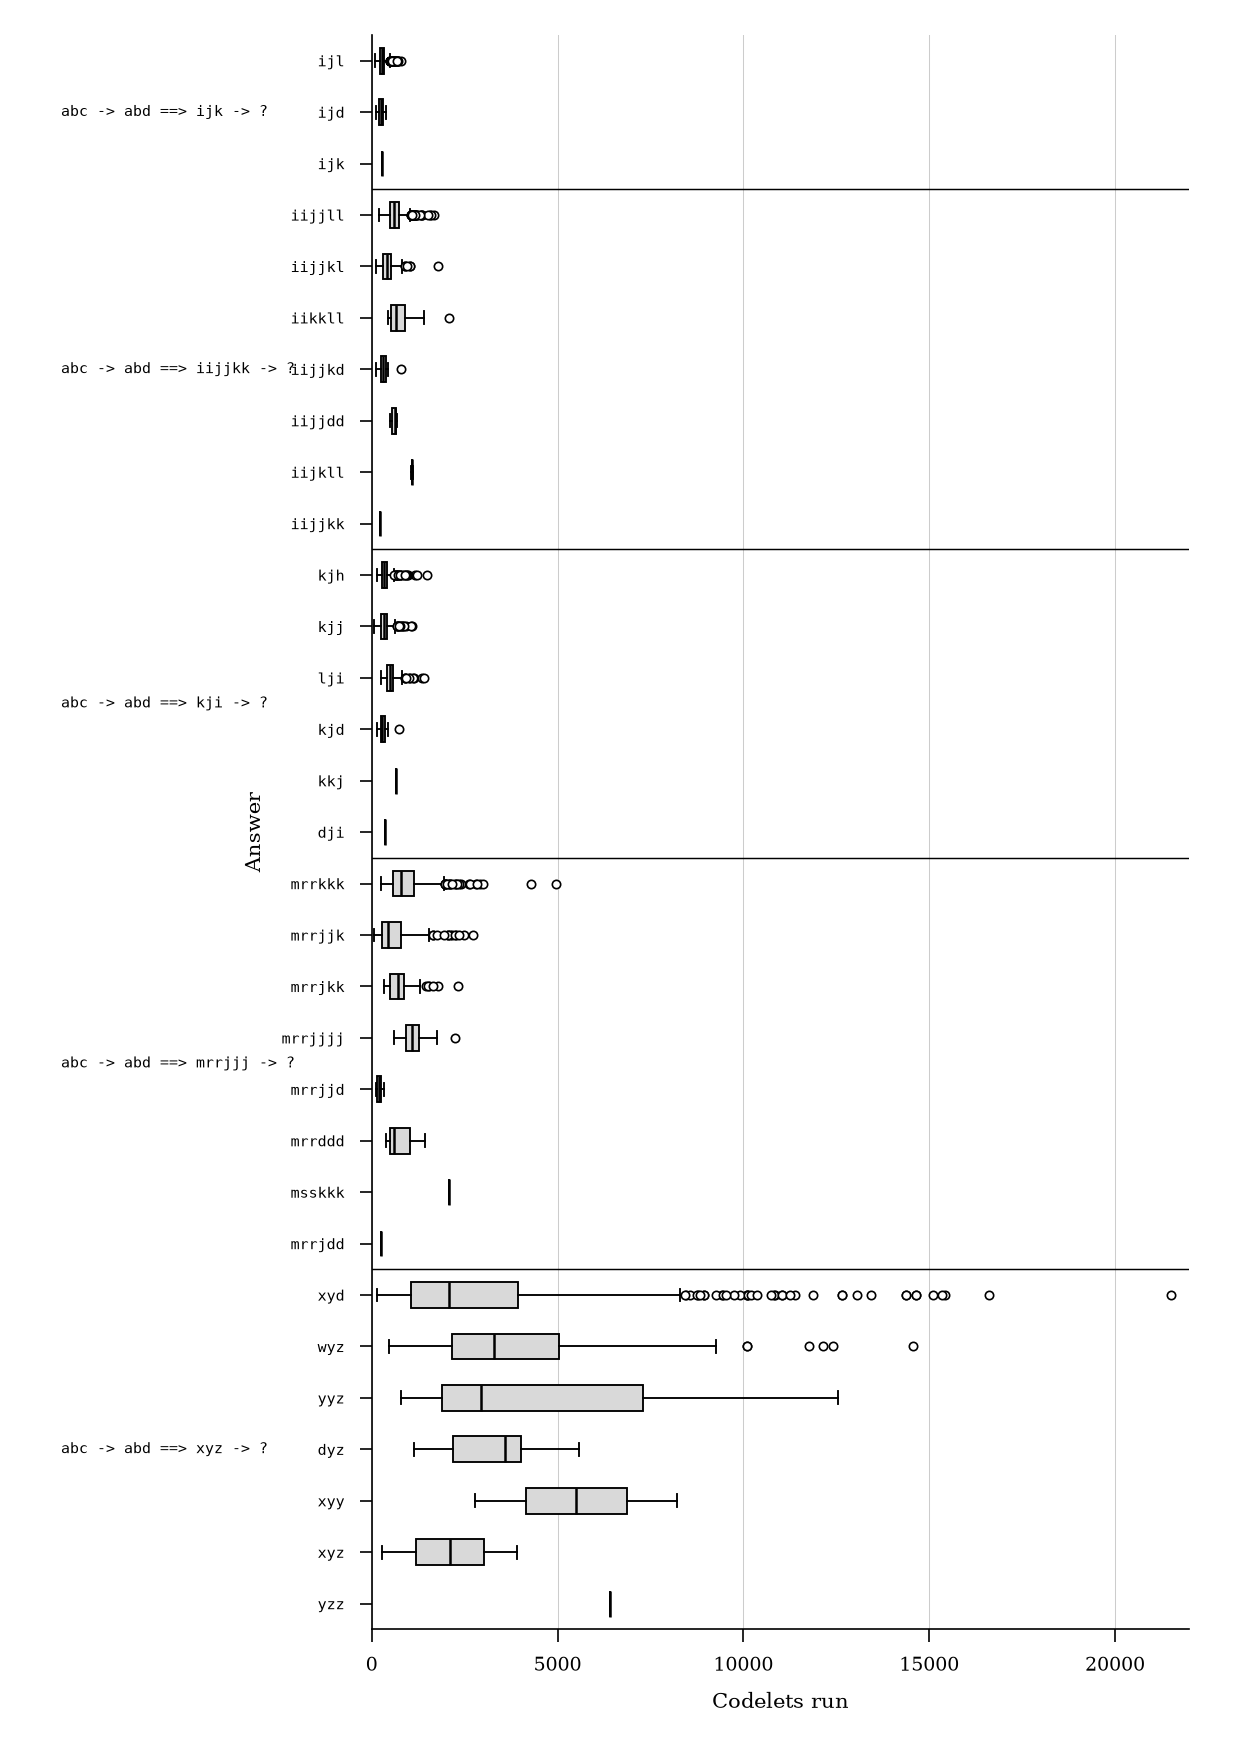 ijl
abc -> abd ==> ijk -> ? ijd
ijk
iijjll
iijjkl
iikkll
abc -> abd ==> iijjkk -> ? iijjkd
iijjdd
iijkll
iijjkk
kjh
kjj
lji
abc -> abd ==> kji -> ?
kjd
kkj
Answer
dji
mrrkkk
mrrjjk
mrrjkk
mrrjjjj
abc -> abd ==> mrrjjj -> ?
mrrjjd
mrrddd
msskkk
mrrjdd
xyd
wyz
yyz
abc -> abd ==> xyz -> ? dyz
xyy
xyz
yzz
0 5000 10000 15000 20000
Codelets run